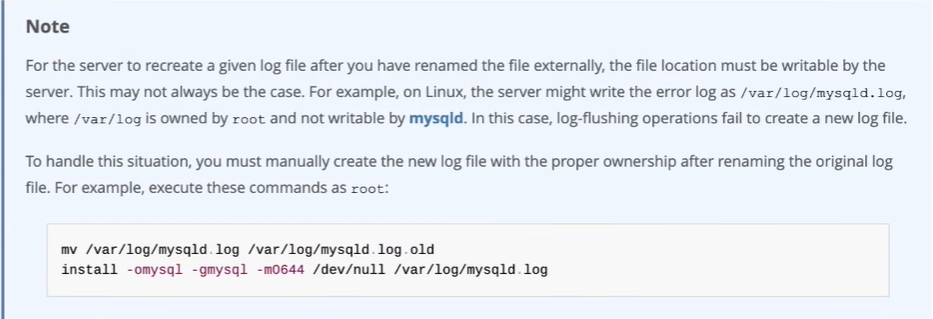 Note
For the server to recreate a given log file after you have renamed the file externally, the file location must be writable by the
server. This may not always be the case. For example, on Linux, the server might write the error log as /var/log/mysqld.log,
where /var/log is owned by root and not writable by mysqld. In this case, log-flushing operations fail to create a new log file.
To handle this situation, you must manually create the new log file with the proper ownership after renaming the original log
file. For example, execute these commands as root:
mv /var/log/mysqld.log /var/log/mysqld.log.old
install -omysql -gmysql -m0644 /dev/null /var/log/mysqld.log